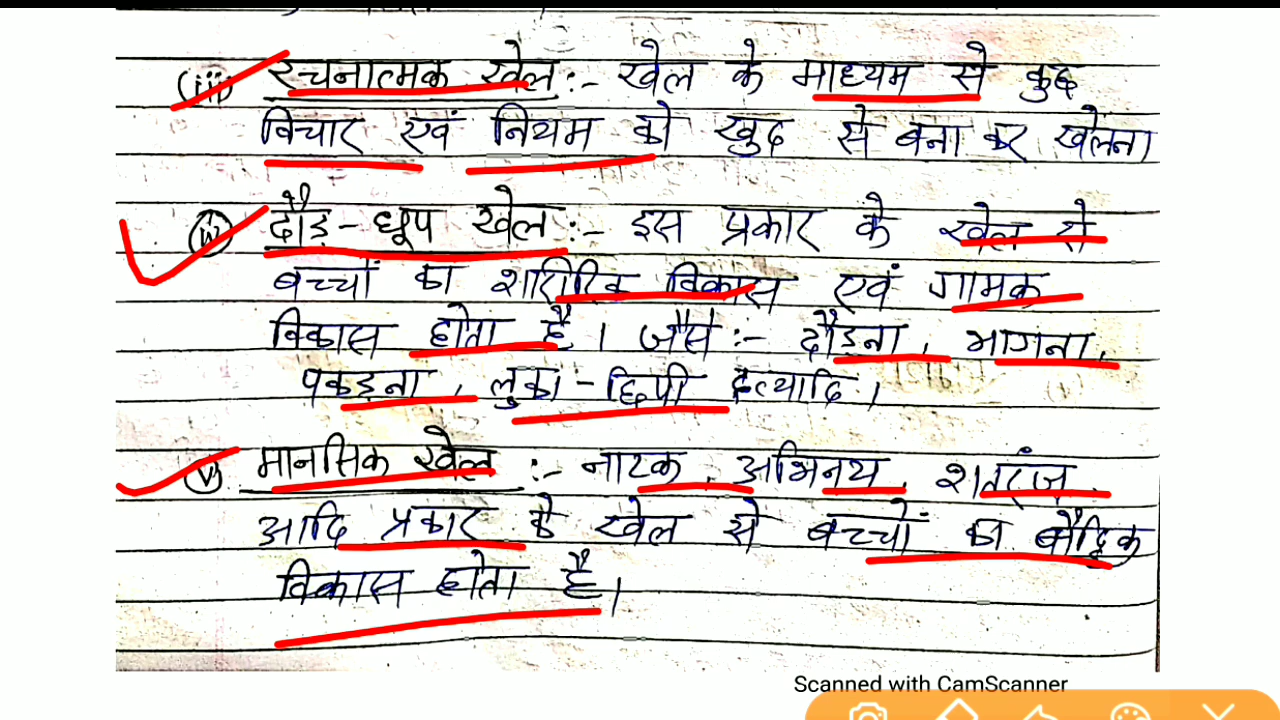 (iii) रचनात्मक खेल :- खेल के माध्यम से कुछ
विचार एवं नियम को खुद से बना कर खेलना
(iv) दौड़-धूप खेल :- इस प्रकार के खेल से
बच्चों का शारीरिक विकास एवं गामक
विकास होता है। जैसे :- दौड़ना, भागना,
पकड़ना, लुका-छिपी इत्यादि।
(v) मानसिक खेल :- नाटक, अभिनय, शतरंज,
आदि प्रकार के खेल से बच्चों का बौद्धिक
विकास होता है।
Scanned with CamScanner